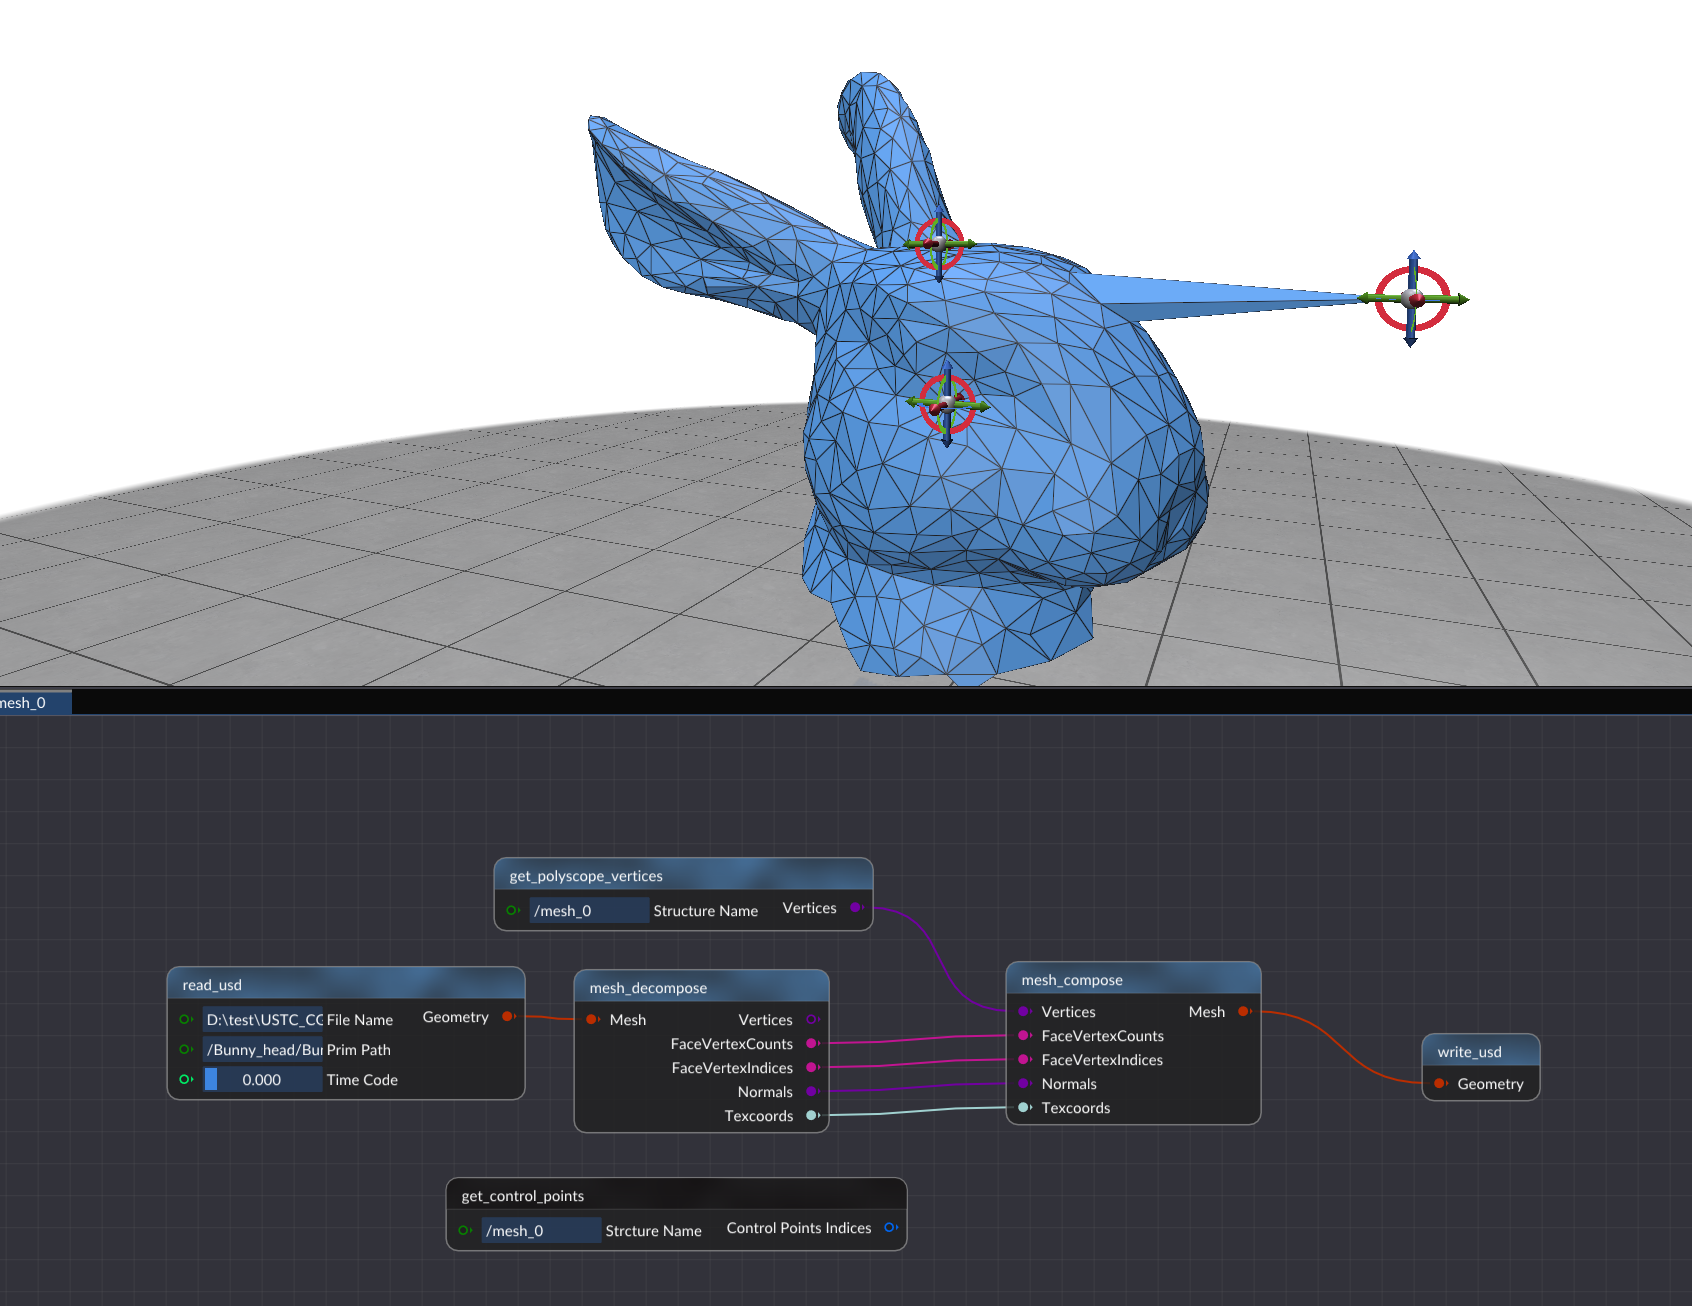 mesh_0
get_polyscope_vertices
/mesh_0 Structure Name Vertices
read_usd
D:\test\USTC_CC File Name Geometry
/Bunny_head/Bur Prim Path
0.000 Time Code
mesh_decompose
Mesh Vertices
FaceVertexCounts
FaceVertexIndices
Normals
Texcoords
mesh_compose
Vertices Mesh
FaceVertexCounts
FaceVertexIndices
Normals
Texcoords
write_usd
Geometry
get_control_points
/mesh_0 Strcture Name Control Points Indices